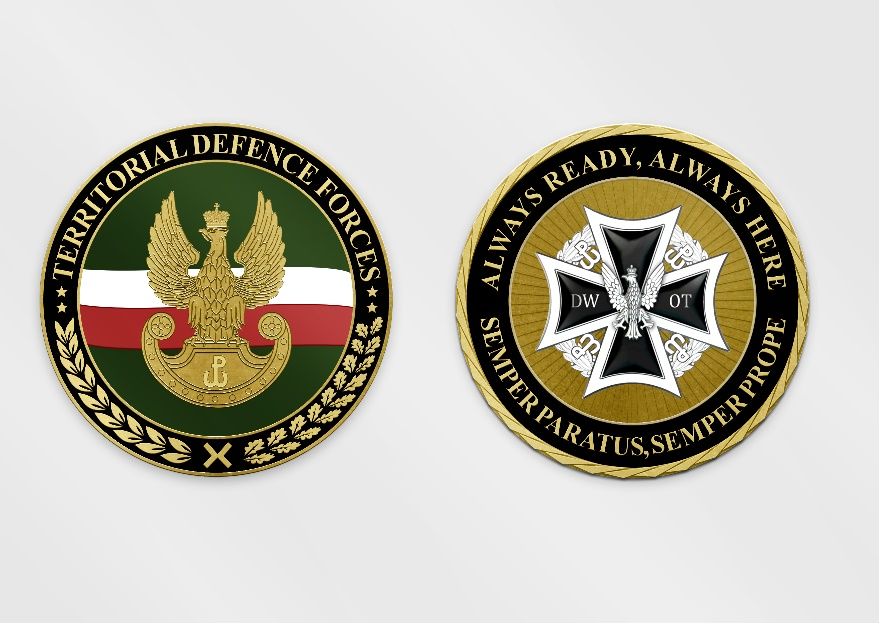 TERRITORIAL DEFENCE FORCES
ALWAYS READY, ALWAYS HERE
DW OT
SEMPER PARATUS, SEMPER PROPE